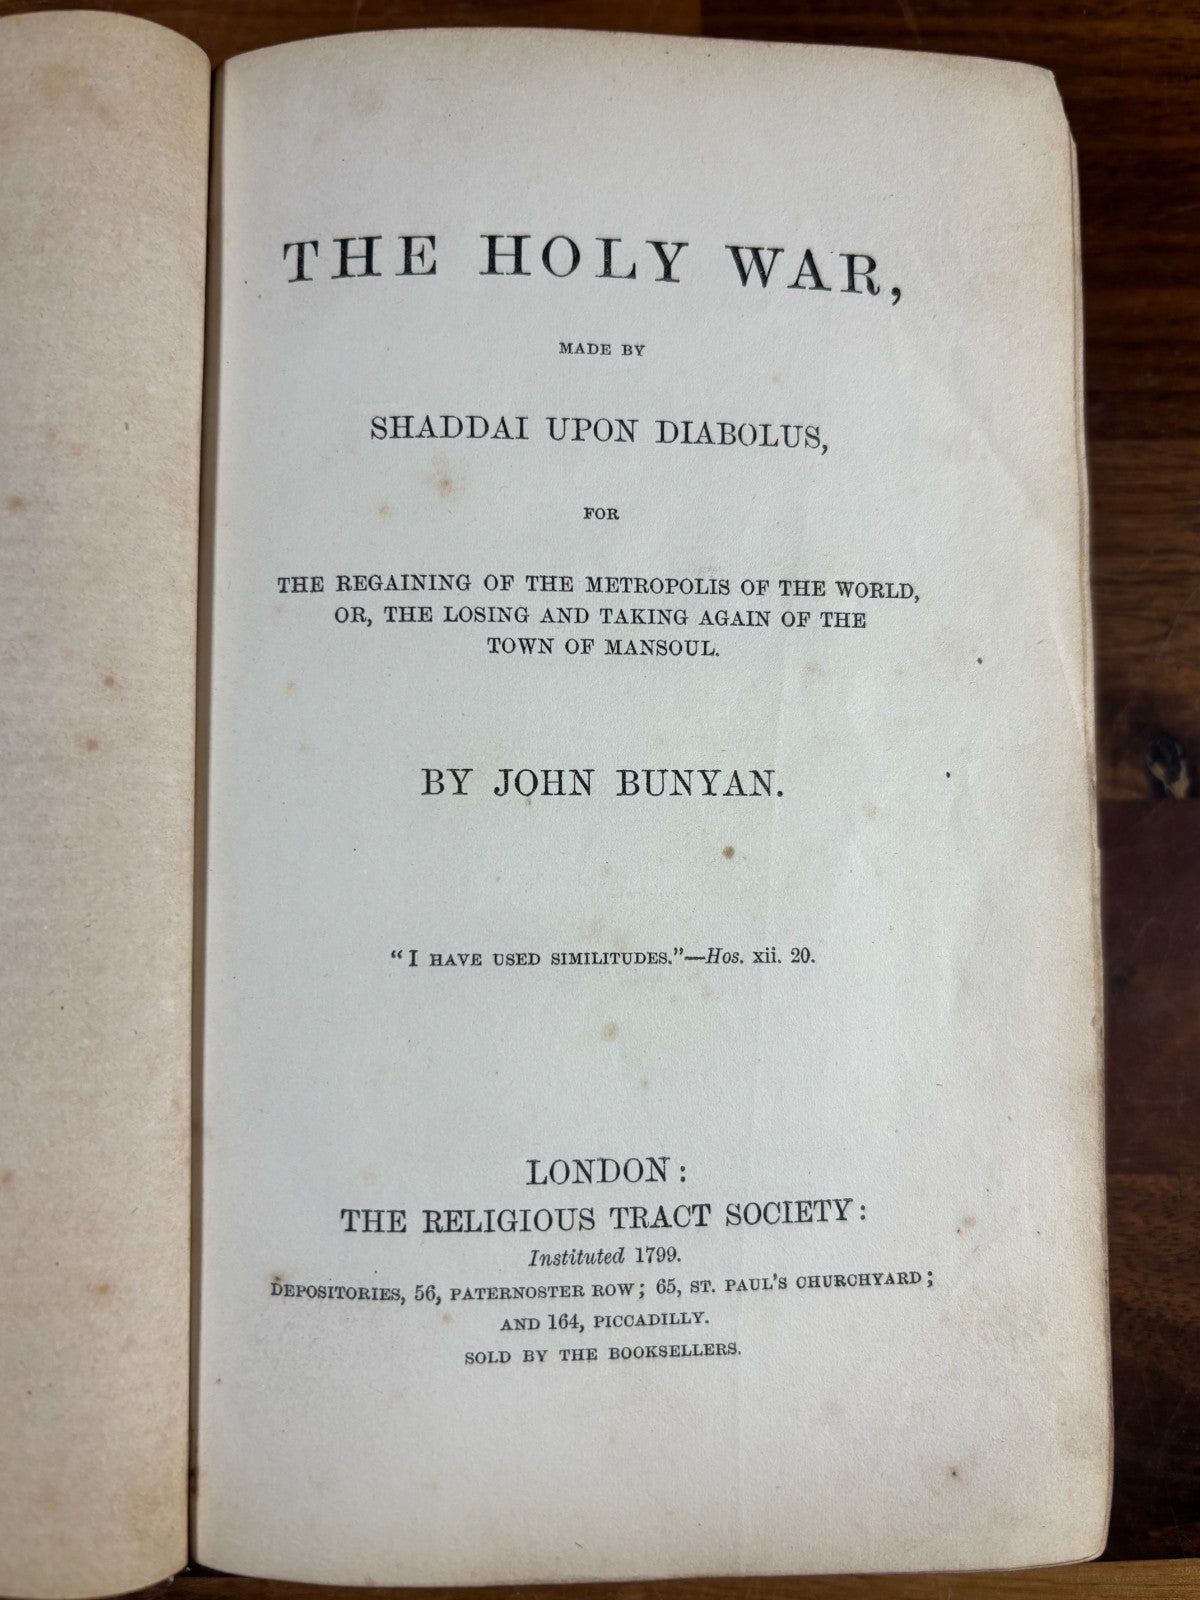 THE HOLY WAR,
MADE BY
SHADDAI UPON DIABOLUS,
FOR
THE REGAINING OF THE METROPOLIS OF THE WORLD,
OR, THE LOSING AND TAKING AGAIN OF THE
TOWN OF MANSOUL.
BY JOHN BUNYAN.
“I HAVE USED SIMILITUDES.”—Hos. xii. 20.
LONDON:
THE RELIGIOUS TRACT SOCIETY:
Instituted 1799.
DEPOSITORIES, 56, PATERNOSTER ROW; 65, ST. PAUL'S CHURCHYARD;
AND 164, PICCADILLY.
SOLD BY THE BOOKSELLERS.